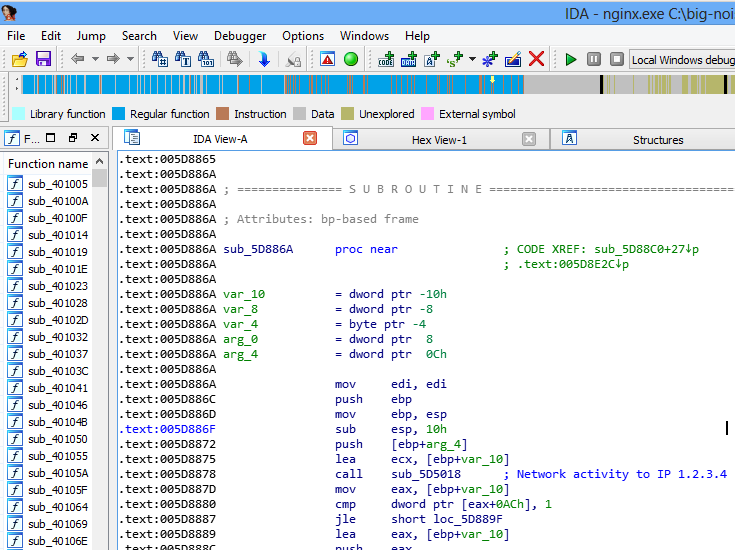 IDA - nginx.exe C:\big-noi
File Edit Jump Search View Debugger Options Windows Help
Local Windows debug
Library function Regular function Instruction Data Unexplored External symbol
F... IDA View-A Hex View-1 Structures
Function name
sub_401005
sub_40100A
sub_40100F
sub_401014
sub_401019
sub_40101E
sub_401023
sub_401028
sub_40102D
sub_401032
sub_401037
sub_40103C
sub_401041
sub_401046
sub_40104B
sub_401050
sub_401055
sub_40105A
sub_40105F
sub_401064
sub_401069
sub_40106E
.text:005D8865
.text:005D886A
.text:005D886A ; =============== S U B R O U T I N E ===================================
.text:005D886A
.text:005D886A ; Attributes: bp-based frame
.text:005D886A
.text:005D886A sub_5D886A proc near ; CODE XREF: sub_5D88C0+27↓p
.text:005D886A ; .text:005D8E2C↓p
.text:005D886A
.text:005D886A var_10 = dword ptr -10h
.text:005D886A var_8 = dword ptr -8
.text:005D886A var_4 = byte ptr -4
.text:005D886A arg_0 = dword ptr 8
.text:005D886A arg_4 = dword ptr 0Ch
.text:005D886A
.text:005D886A mov edi, edi
.text:005D886C push ebp
.text:005D886D mov ebp, esp
.text:005D886F sub esp, 10h
.text:005D8872 push [ebp+arg_4]
.text:005D8875 lea ecx, [ebp+var_10]
.text:005D8878 call sub_5D5018 ; Network activity to IP 1.2.3.4
.text:005D887D mov eax, [ebp+var_10]
.text:005D8880 cmp dword ptr [eax+0ACh], 1
.text:005D8887 jle short loc_5D889F
.text:005D8889 lea eax, [ebp+var_10]
.text:005D888C push eax